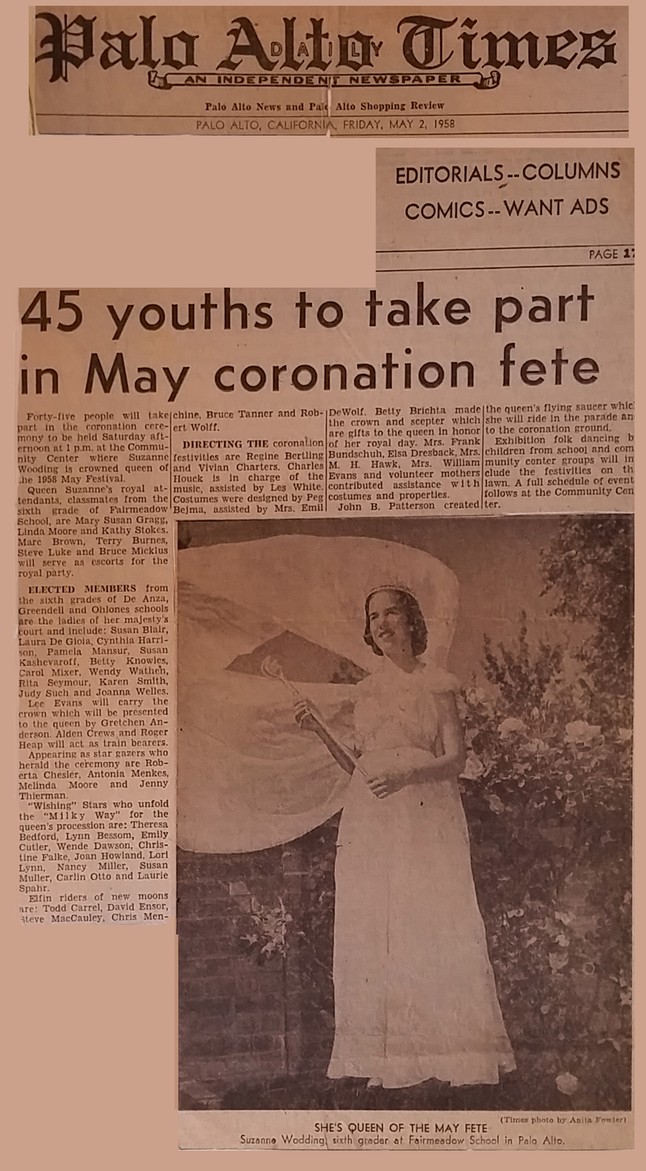 Palo Alto Times
DAILY
AN INDEPENDENT NEWSPAPER
Palo Alto News and Palo Alto Shopping Review
PALO ALTO, CALIFORNIA, FRIDAY, MAY 2, 1958
EDITORIALS--COLUMNS
COMICS--WANT ADS
PAGE 17
45 youths to take part
in May coronation fete
Forty-five people will take
part in the coronation cere-
mony to be held Saturday aft-
ernoon at 1 p.m. at the Commu-
nity Center where Suzanne
Wooding is crowned queen of
the 1958 May Festival.
Queen Suzanne's royal at-
tendants, classmates from the
sixth grade of Fairmeadow
School, are Mary Susan Gragg,
Linda Moore and Kathy Stokes.
Marc Brown, Terry Burnes,
Steve Luke and Bruce Micklus
will serve as escorts for the
royal party.
ELECTED MEMBERS from
the sixth grades of De Anza,
Greendell and Ohlones schools
are the ladies of her majesty's
court and include: Susan Blair,
Laura De Gioia, Cynthia Harri-
son, Pamela Mansur, Susan
Kashevaroff, Betty Knowles,
Carol Mixer, Wendy Wathen,
Rita Seymour, Karen Smith,
Judy Such and Joanna Welles.
Lee Evans will carry the
crown which will be presented
to the queen by Gretchen An-
derson. Alden Crews and Roger
Heap will act as train bearers.
Appearing as star gazers who
herald the ceremony are Rob-
erta Chesler, Antonia Menkes,
Melinda Moore and Jenny
Thierman.
"Wishing" Stars who unfold
the "Milky Way" for the
queen's procession are: Theresa
Bedford, Lynn Bessom, Emily
Cutler, Wende Dawson, Chris-
tine Falke, Joan Howland, Lori
Lynn, Nancy Miller, Susan
Muller, Carlin Otto and Laurie
Spahr.
Elfin riders of new moons
are: Todd Carrel, David Ensor,
Steve MacCauley, Chris Men-
chine, Bruce Tanner and Rob-
ert Wolff.
DIRECTING THE coronation
festivities are Regine Bertling
and Vivian Charters. Charles
Houck is in charge of the
music, assisted by Les White.
Costumes were designed by Peg
Bejma, assisted by Mrs. Emil
DeWolf. Betty Brichta made
the crown and scepter which
are gifts to the queen in honor
of her royal day. Mrs. Frank
Bundschuh, Elsa Dresback, Mrs.
M. H. Hawk, Mrs. William
Evans and volunteer mothers
contributed assistance with
costumes and properties.
John B. Patterson created
the queen's flying saucer whic
she will ride in the parade an
to the coronation ground.
Exhibition folk dancing b
children from school and com
munity center groups will in
clude the festivities on th
lawn. A full schedule of event
follows at the Community Cen
ter.
(Times photo by Anita Fowler)
SHE'S QUEEN OF THE MAY FETE
Suzanne Wodding, sixth grader at Fairmeadow School in Palo Alto.